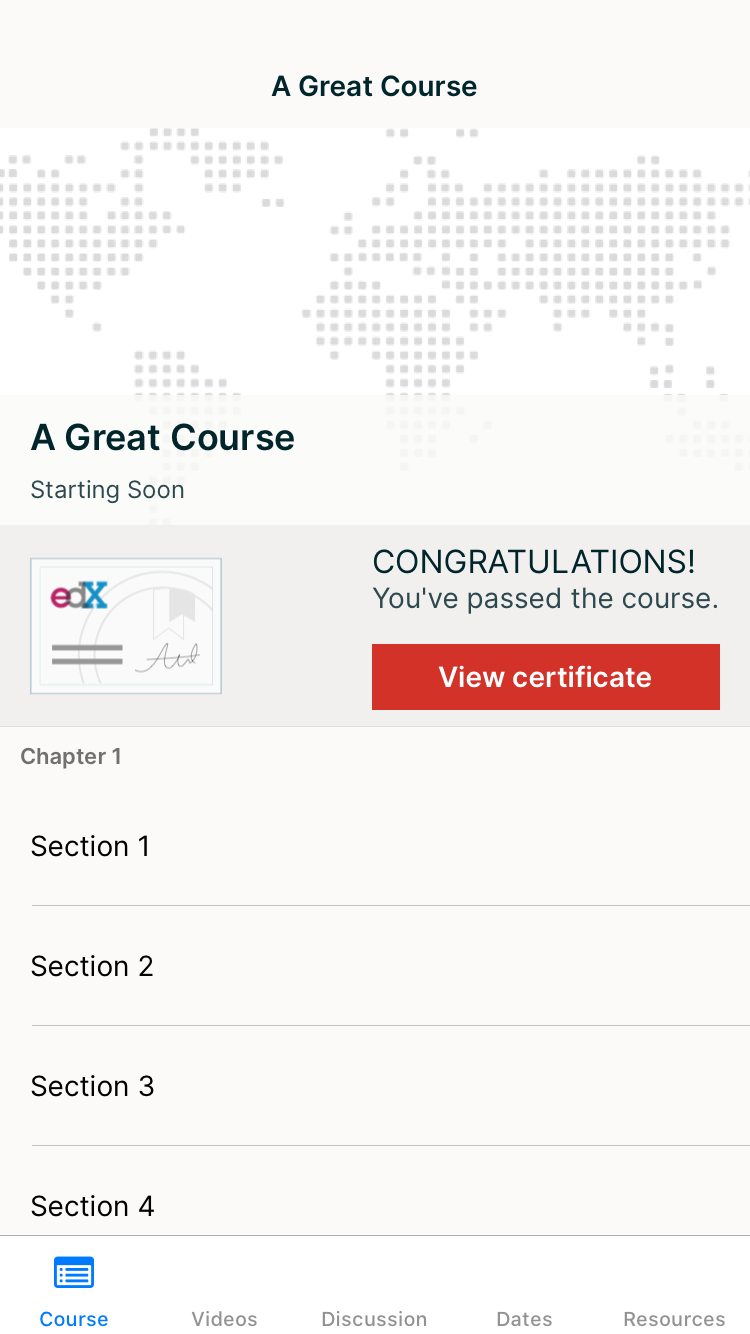 A Great Course
A Great Course
Starting Soon
edX
CONGRATULATIONS!
You've passed the course.
View certificate
Chapter 1
Section 1
Section 2
Section 3
Section 4
Course
Videos
Discussion
Dates
Resources